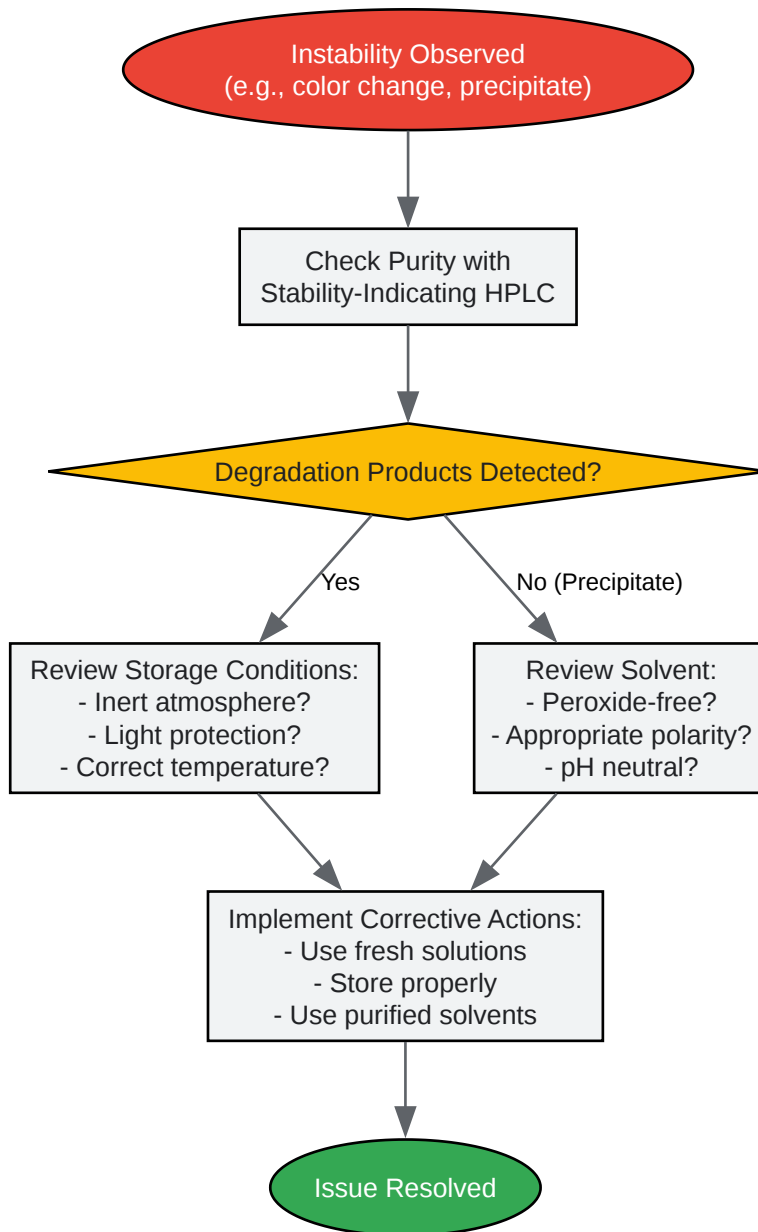 Instability Observed
(e.g., color change, precipitate)
Check Purity with
Stability-Indicating HPLC
Degradation Products Detected?
Yes
No (Precipitate)
Review Storage Conditions:
- Inert atmosphere?
- Light protection?
- Correct temperature?
Review Solvent:
- Peroxide-free?
- Appropriate polarity?
- pH neutral?
Implement Corrective Actions:
- Use fresh solutions
- Store properly
- Use purified solvents
Issue Resolved